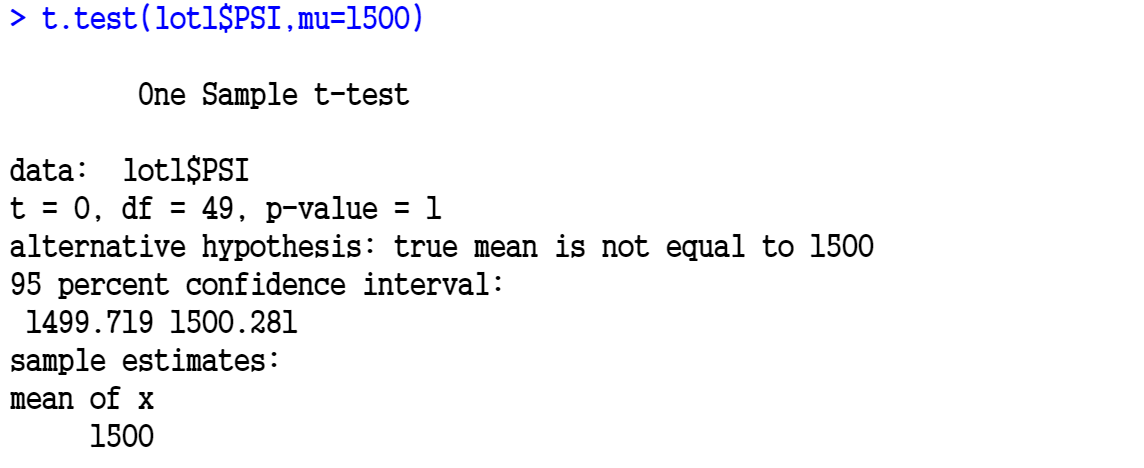 > t.test(lot1$PSI,mu=1500)
One Sample t-test
data:  lot1$PSI
t = 0, df = 49, p-value = 1
alternative hypothesis: true mean is not equal to 1500
95 percent confidence interval:
1499.719 1500.281
sample estimates:
mean of x
1500